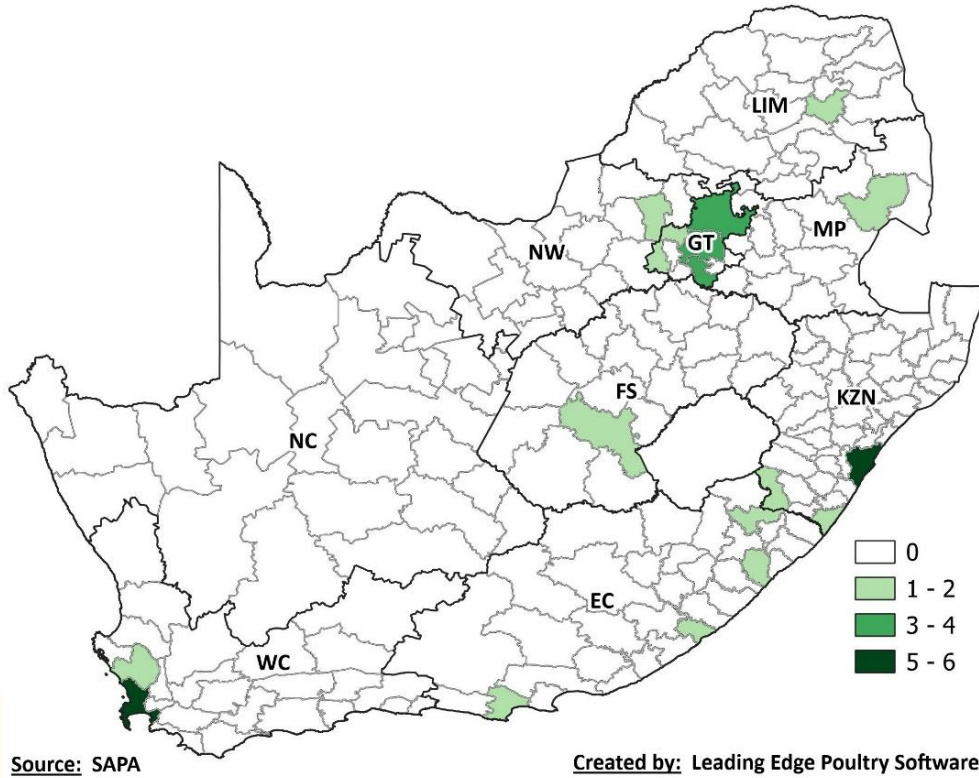 LIM
MP
GT
NW
FS
KZN
NC
EC
WC
0
1 - 2
3 - 4
5 - 6
Source: SAPA
Created by: Leading Edge Poultry Software